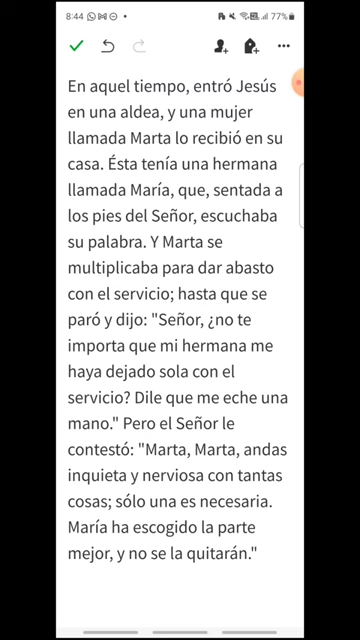 8:44 77%
En aquel tiempo, entró Jesús
en una aldea, y una mujer
llamada Marta lo recibió en su
casa. Ésta tenía una hermana
llamada María, que, sentada a
los pies del Señor, escuchaba
su palabra. Y Marta se
multiplicaba para dar abasto
con el servicio; hasta que se
paró y dijo: "Señor, ¿no te
importa que mi hermana me
haya dejado sola con el
servicio? Dile que me eche una
mano." Pero el Señor le
contestó: "Marta, Marta, andas
inquieta y nerviosa con tantas
cosas; sólo una es necesaria.
María ha escogido la parte
mejor, y no se la quitarán."